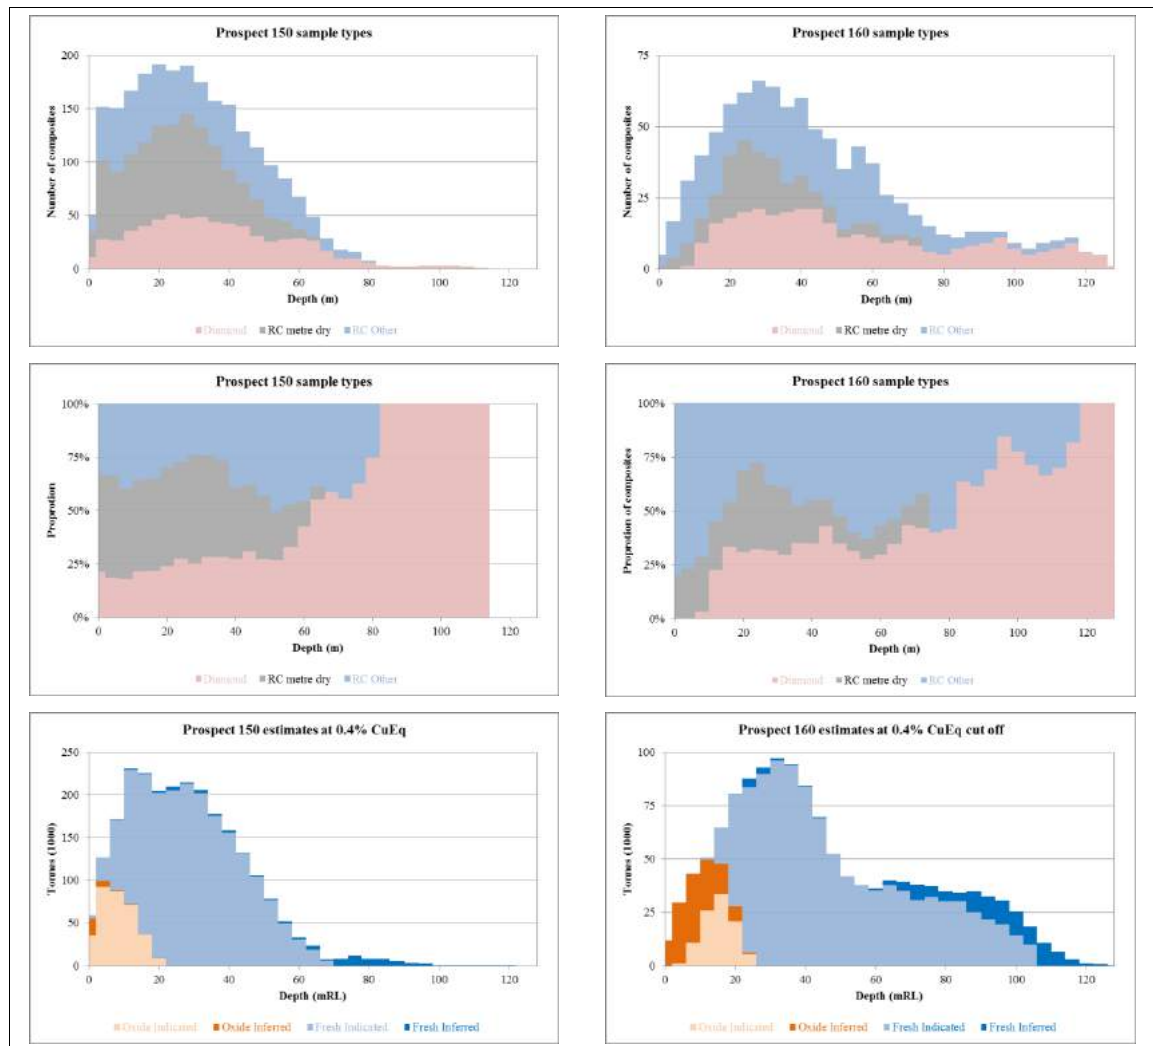 Prospect 150 sample types
200
150
100
50
0
Number of composites
0 20 40 60 80 100 120
Depth (m)
Diamond RC metre dry RC Other
Prospect 160 sample types
75
50
25
0
Number of composites
0 20 40 60 80 100 120
Depth (m)
Diamond RC metre dry RC Other
Prospect 150 sample types
100%
75%
50%
25%
0%
Proprotion
0 20 40 60 80 100 120
Depth (m)
Diamond RC metre dry RC Other
Prospect 160 sample types
100%
75%
50%
25%
0%
Proprotion of composites
0 20 40 60 80 100 120
Depth (m)
Diamond RC metre dry RC Other
Prospect 150 estimates at 0.4% CuEq
250
200
150
100
50
0
Tonnes (1000)
0 20 40 60 80 100 120
Depth (mRL)
Oxide Indicated Oxide Inferred Fresh Indicated Fresh Inferred
Prospect 160 estimates at 0.4% CuEq cut off
100
75
50
25
0
Tonnes (1000)
0 20 40 60 80 100 120
Depth (mRL)
Oxide Indicated Oxide Inferred Fresh Indicated Fresh Inferred